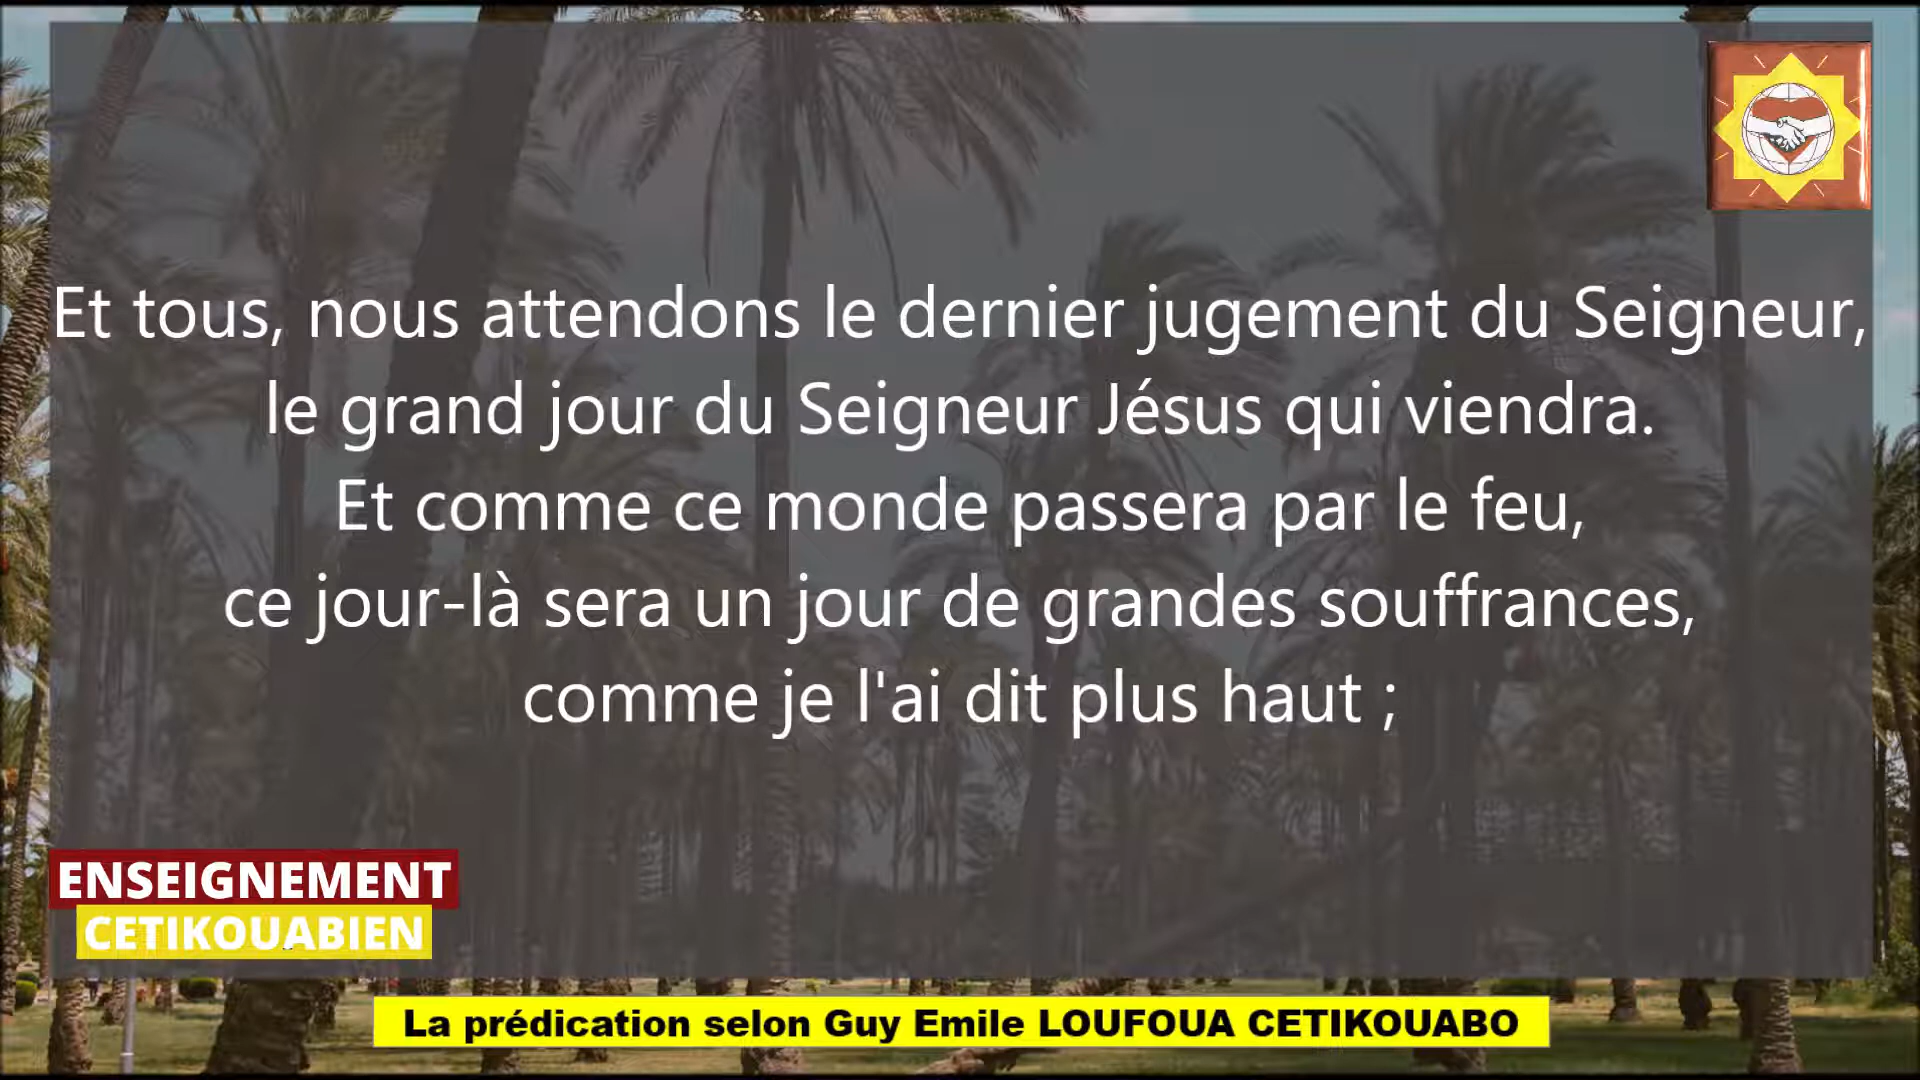 Et tous, nous attendons le dernier jugement du Seigneur,
le grand jour du Seigneur Jésus qui viendra.
Et comme ce monde passera par le feu,
ce jour-là sera un jour de grandes souffrances,
comme je l'ai dit plus haut ;
ENSEIGNEMENT
CETIKOUABIEN
La prédication selon Guy Emile LOUFOUA CETIKOUABO